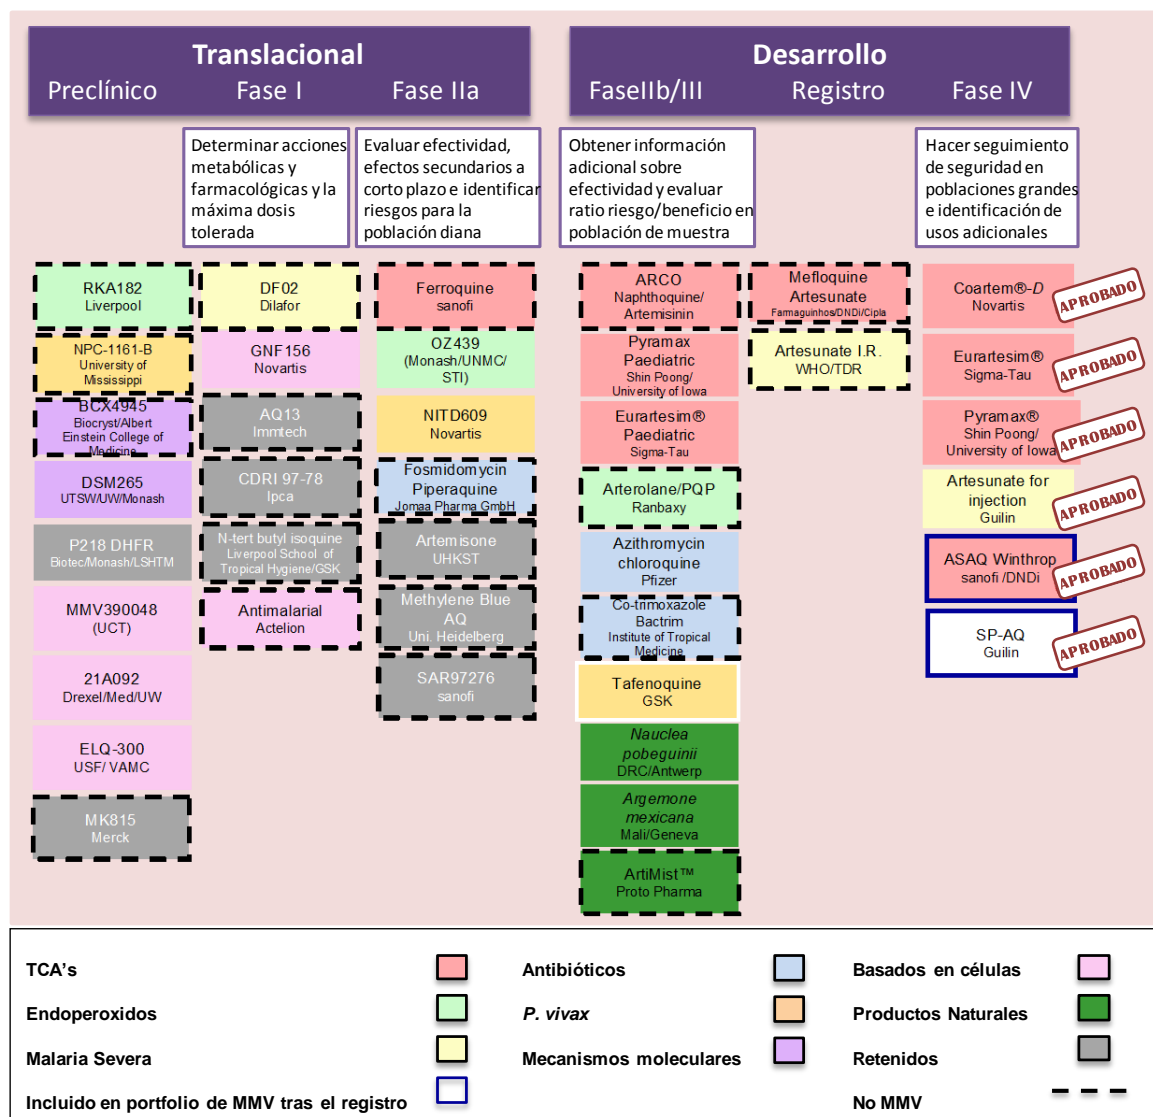 Translacional
Desarrollo
Preclínico
Fase I
Fase IIa
FaseIIb/III
Registro
Fase IV
Determinar acciones
metabólicas y
farmacológicas y la
máxima dosis
tolerada
Evaluar efectividad,
efectos secundarios a
corto plazo e identificar
riesgos para la
población diana
Obtener información
adicional sobre
efectividad y evaluar
ratio riesgo/beneficio en
población de muestra
Hacer seguimiento
de seguridad en
poblaciones grandes
e identificación de
usos adicionales
RKA182
Liverpool
NPC-1161-B
University of
Mississippi
BCX4945
Biocryst/Albert
Einstein College of
Medicine
DSM265
UTSW/UW/Monash
P218 DHFR
Biotec/Monash/LSHTM
MMV390048
(UCT)
21A092
Drexel/Med/UW
ELQ-300
USF/ VAMC
MK815
Merck
DF02
Dilafor
GNF156
Novartis
AQ13
Immtech
CDRI 97-78
Ipca
N-tert butyl isoquine
Liverpool School of
Tropical Hygiene/GSK
Antimalarial
Actelion
Ferroquine
sanofi
OZ439
(Monash/UNMC/
STI)
NITD609
Novartis
Fosmidomycin
Piperaquine
Jomaa Pharma GmbH
Artemisone
UHKST
Methylene Blue
AQ
Uni. Heidelberg
SAR97276
sanofi
ARCO
Naphthoquine/
Artemisinin
Pyramax
Paediatric
Shin Poong/
University of Iowa
Eurartesim®
Paediatric
Sigma-Tau
Arterolane/PQP
Ranbaxy
Azithromycin
chloroquine
Pfizer
Co-trimoxazole
Bactrim
Institute of Tropical
Medicine
Tafenoquine
GSK
Nauclea
pobeguinii
DRC/Antwerp
Argemone
mexicana
Mali/Geneva
ArtiMist™
Proto Pharma
Mefloquine
Artesunate
Farmaguinhos/DNDi/Cipla
Artesunate I.R.
WHO/TDR
Coartem®-D
Novartis
APROBADO
Eurartesim®
Sigma-Tau
APROBADO
Pyramax®
Shin Poong/
University of Iowa
APROBADO
Artesunate for
injection
Guilin
APROBADO
ASAQ Winthrop
sanofi /DNDi
APROBADO
SP-AQ
Guilin
APROBADO
TCA's
Antibióticos
Basados en células
Endoperoxidos
P. vivax
Productos Naturales
Malaria Severa
Mecanismos moleculares
Retenidos
Incluido en portfolio de MMV tras el registro
No MMV